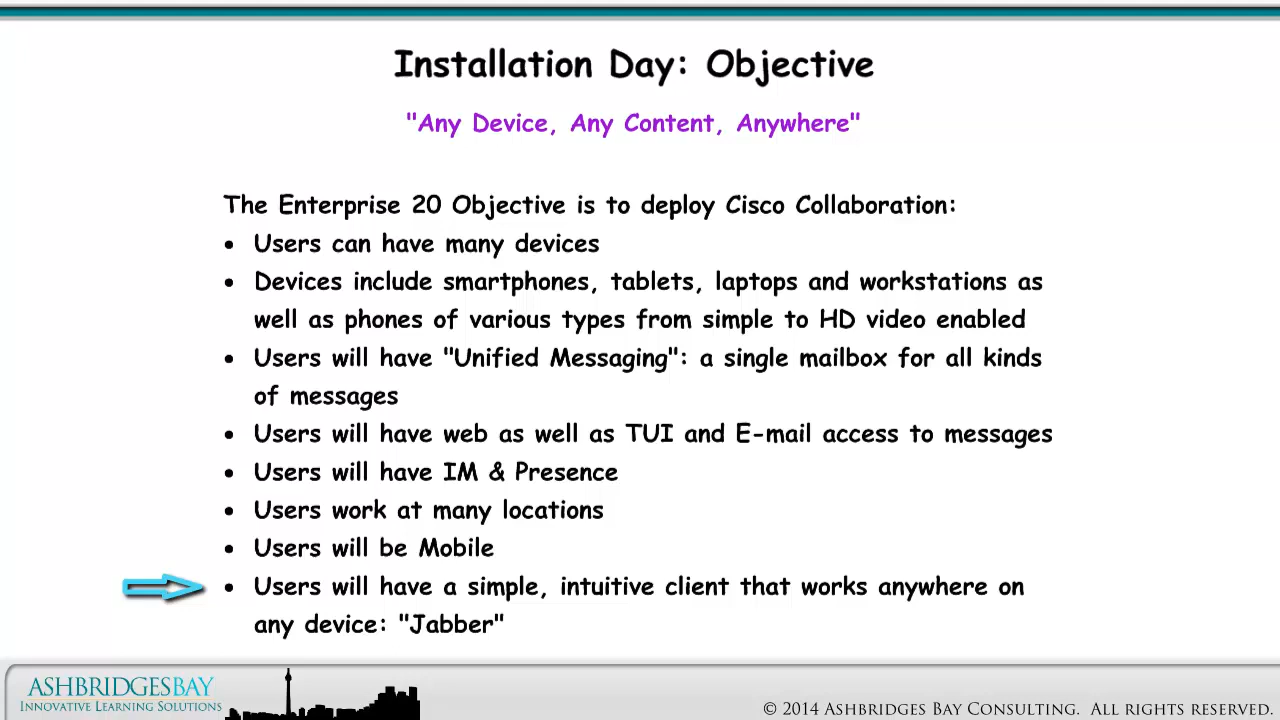 Installation Day: Objective
"Any Device, Any Content, Anywhere"
The Enterprise 20 Objective is to deploy Cisco Collaboration:
• Users can have many devices
• Devices include smartphones, tablets, laptops and workstations as
well as phones of various types from simple to HD video enabled
• Users will have "Unified Messaging": a single mailbox for all kinds
of messages
• Users will have web as well as TUI and E-mail access to messages
• Users will have IM & Presence
• Users work at many locations
• Users will be Mobile
• Users will have a simple, intuitive client that works anywhere on
any device: "Jabber"
ASHBRIDGESBAY
INNOVATIVE LEARNING SOLUTIONS
© 2014 ASHBRIDGES BAY CONSULTING. ALL RIGHTS RESERVED.